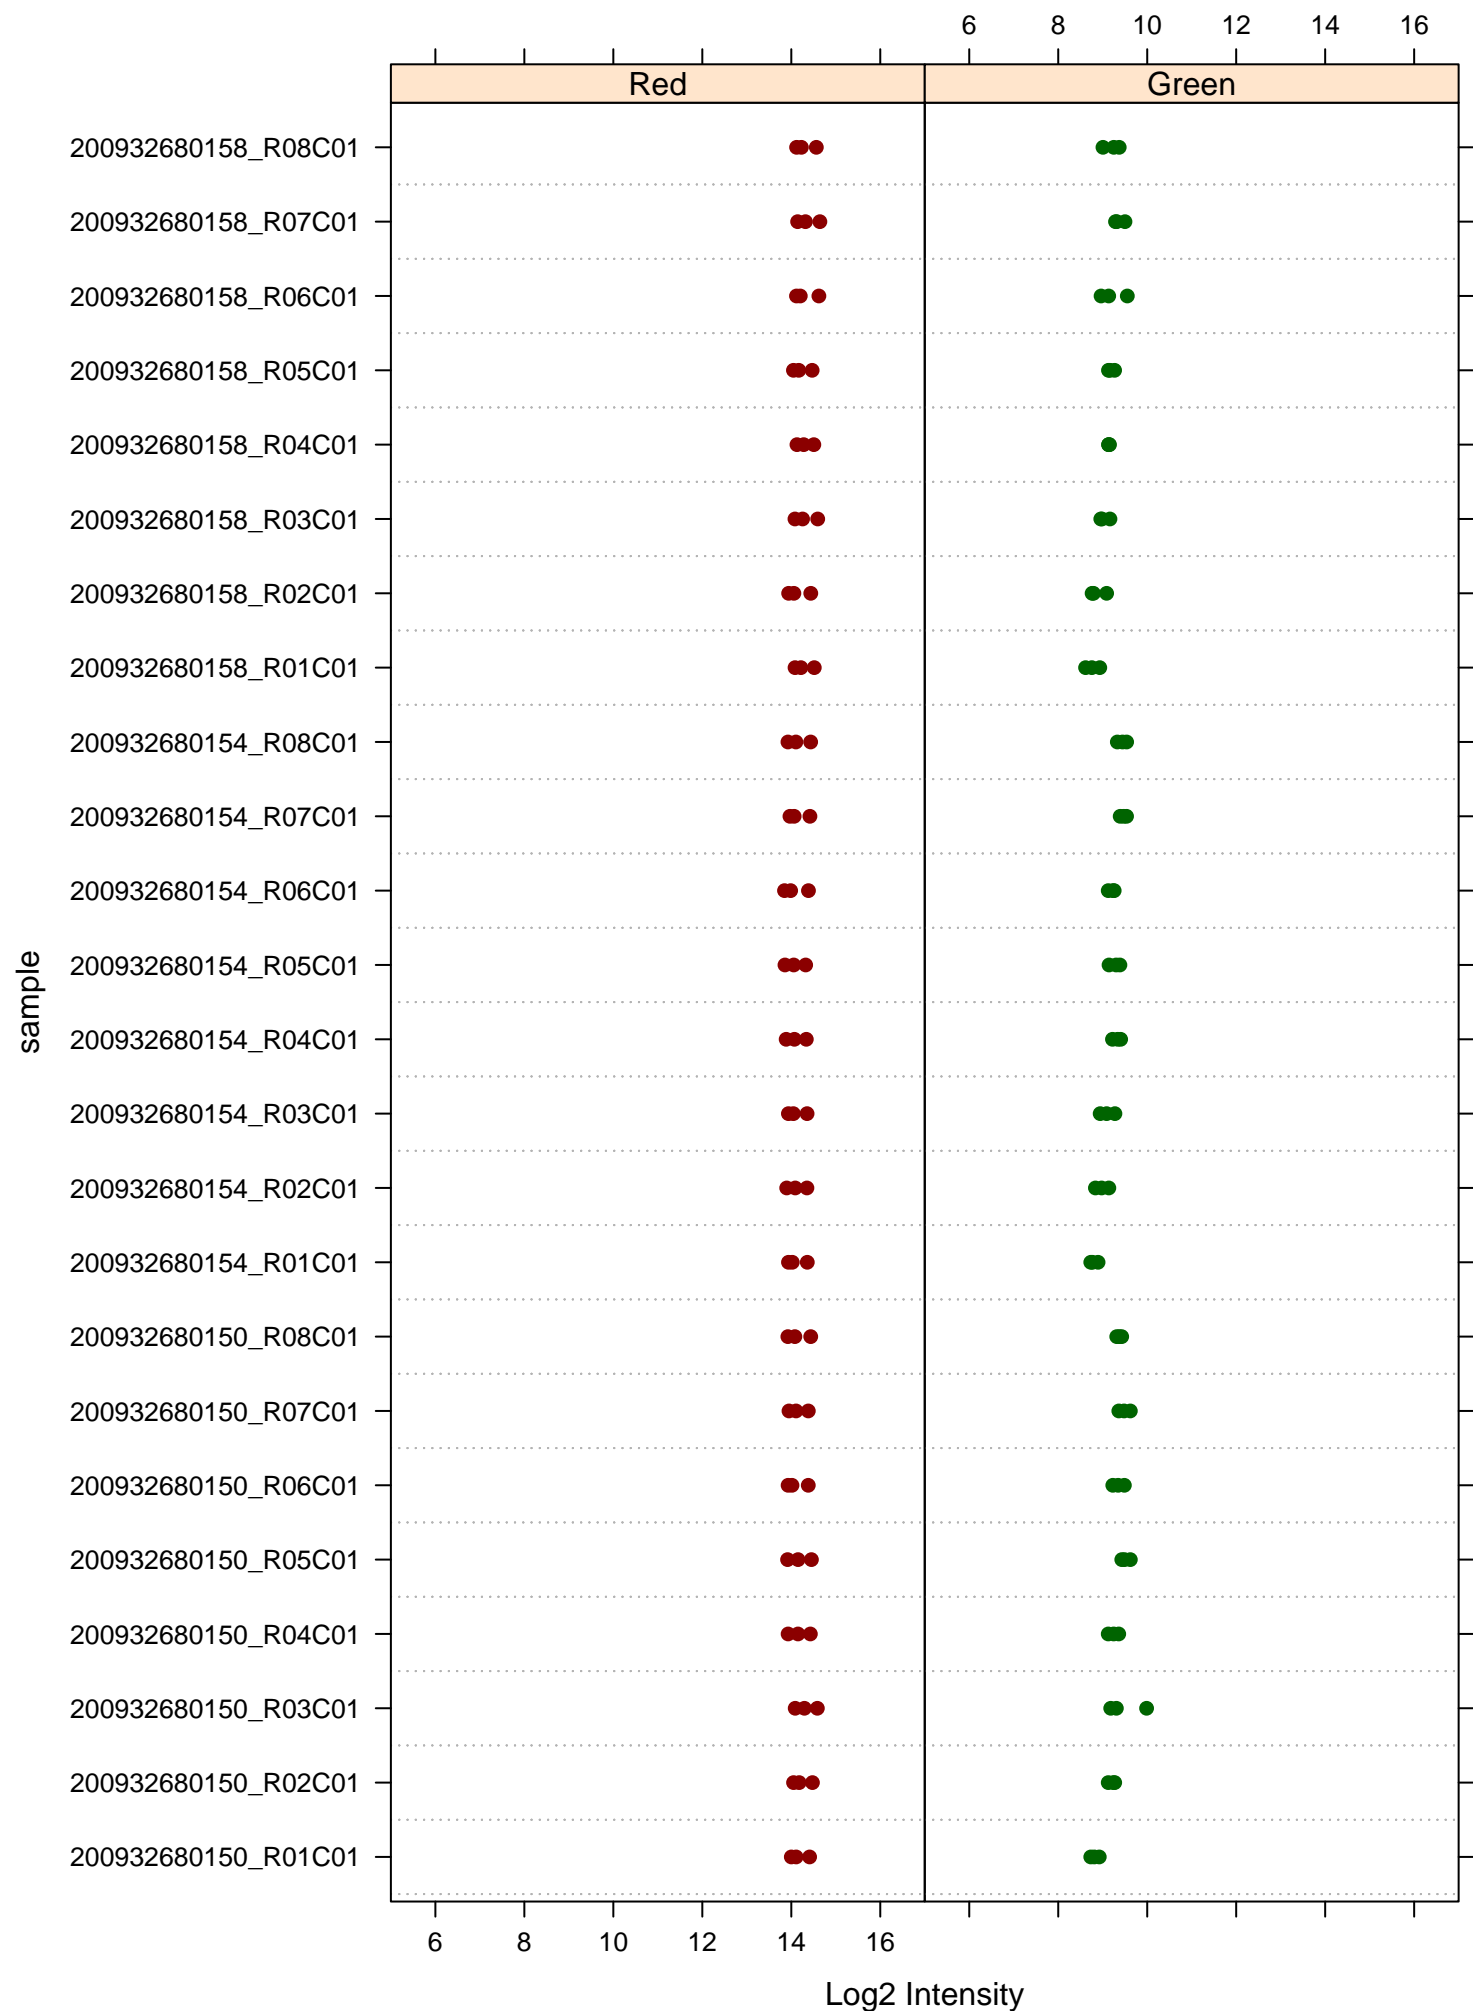 6 8 10 12 14 16
Red Green
200932680158_R08C01
200932680158_R07C01
200932680158_R06C01
200932680158_R05C01
200932680158_R04C01
200932680158_R03C01
200932680158_R02C01
200932680158_R01C01
200932680154_R08C01
200932680154_R07C01
200932680154_R06C01
200932680154_R05C01
200932680154_R04C01
200932680154_R03C01
200932680154_R02C01
200932680154_R01C01
200932680150_R08C01
200932680150_R07C01
200932680150_R06C01
200932680150_R05C01
200932680150_R04C01
200932680150_R03C01
200932680150_R02C01
200932680150_R01C01
sample
6 8 10 12 14 16
Log2 Intensity